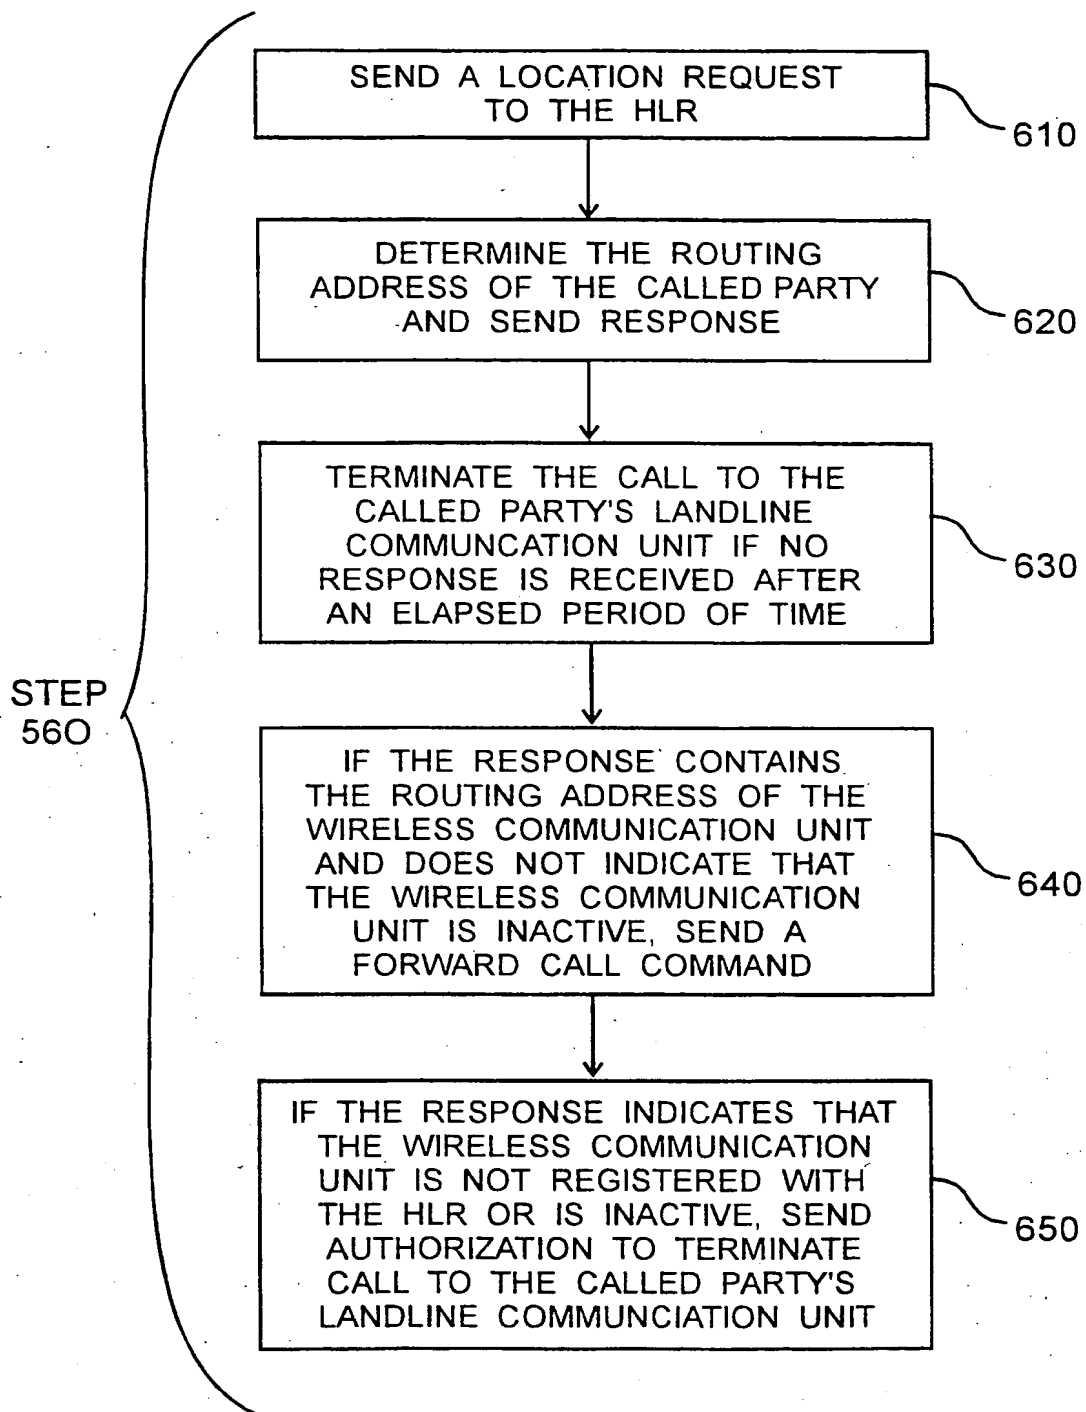 SEND A LOCATION REQUEST
TO THE HLR
610
DETERMINE THE ROUTING
ADDRESS OF THE CALLED PARTY
AND SEND RESPONSE
620
TERMINATE THE CALL TO THE
CALLED PARTY'S LANDLINE
COMMUNCATION UNIT IF NO
RESPONSE IS RECEIVED AFTER
AN ELAPSED PERIOD OF TIME
630
STEP
560
IF THE RESPONSE CONTAINS
THE ROUTING ADDRESS OF THE
WIRELESS COMMUNICATION UNIT
AND DOES NOT INDICATE THAT
THE WIRELESS COMMUNICATION
UNIT IS INACTIVE, SEND A
FORWARD CALL COMMAND
640
IF THE RESPONSE INDICATES THAT
THE WIRELESS COMMUNICATION
UNIT IS NOT REGISTERED WITH
THE HLR OR IS INACTIVE, SEND
AUTHORIZATION TO TERMINATE
CALL TO THE CALLED PARTY'S
LANDLINE COMMUNCIATION UNIT
650